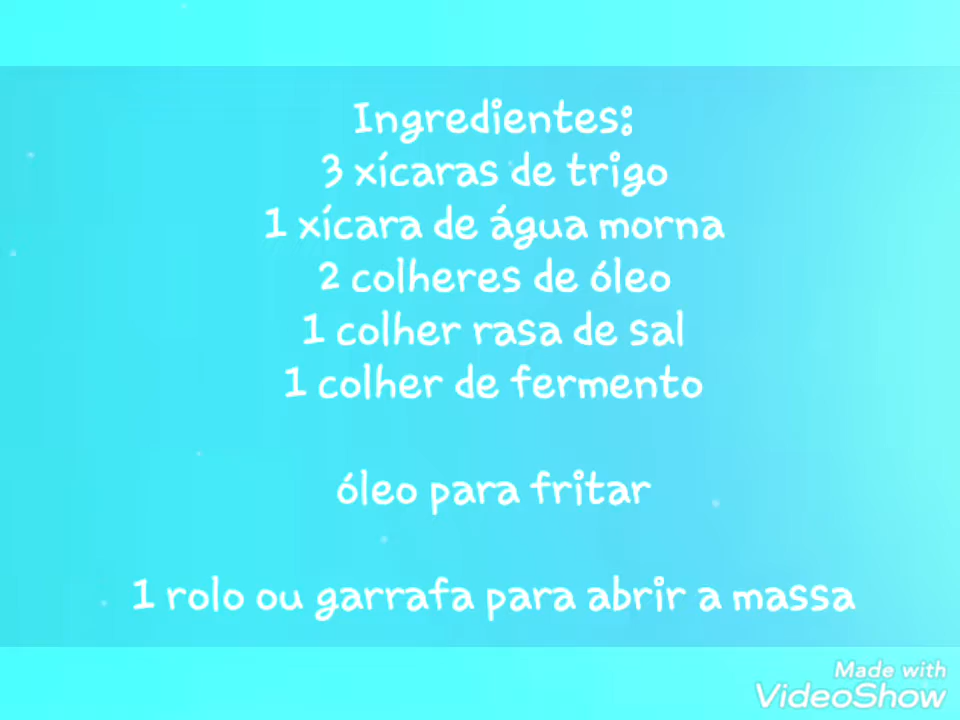 Ingredientes:
3 xícaras de trigo
1 xícara de água morna
2 colheres de óleo
1 colher rasa de sal
1 colher de fermento
óleo para fritar
1 rolo ou garrafa para abrir a massa
Made with
VideoShow